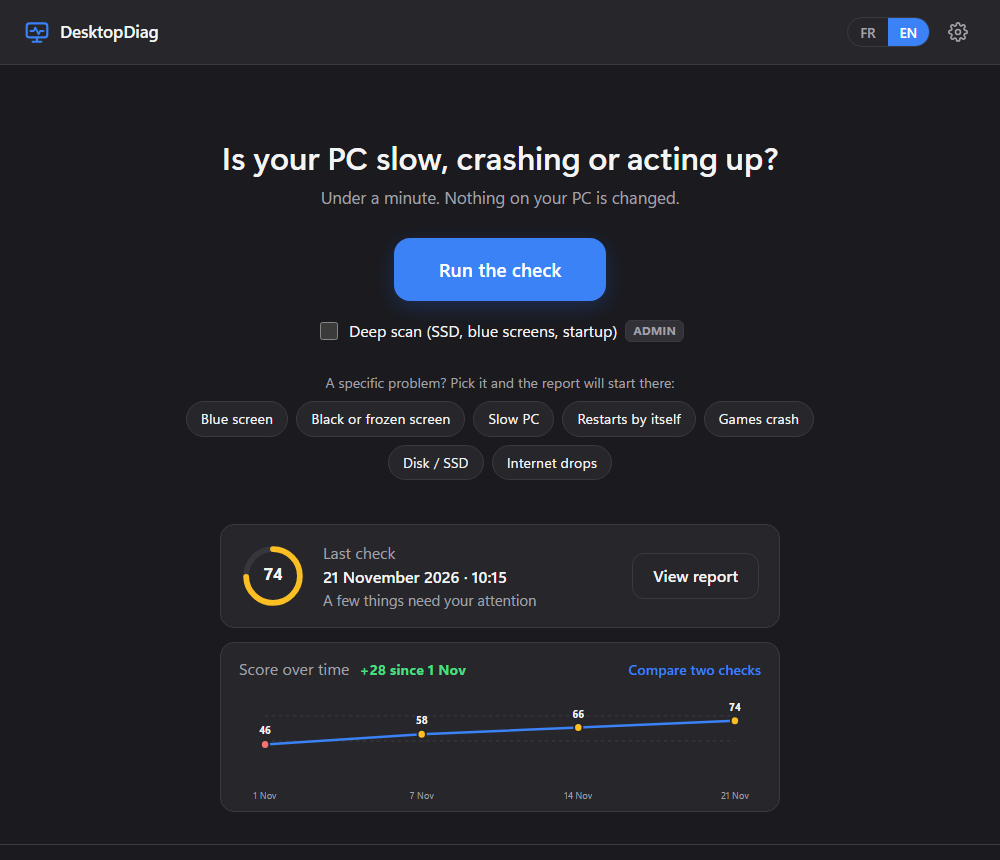 DesktopDiag
FR EN
Is your PC slow, crashing or acting up?
Under a minute. Nothing on your PC is changed.
Run the check
Deep scan (SSD, blue screens, startup) ADMIN
A specific problem? Pick it and the report will start there:
Blue screen Black or frozen screen Slow PC Restarts by itself Games crash
Disk / SSD Internet drops
Last check
74 21 November 2026 · 10:15 View report
A few things need your attention
Score over time +28 since 1 Nov Compare two checks
46 58 66 74
1 Nov 7 Nov 14 Nov 21 Nov